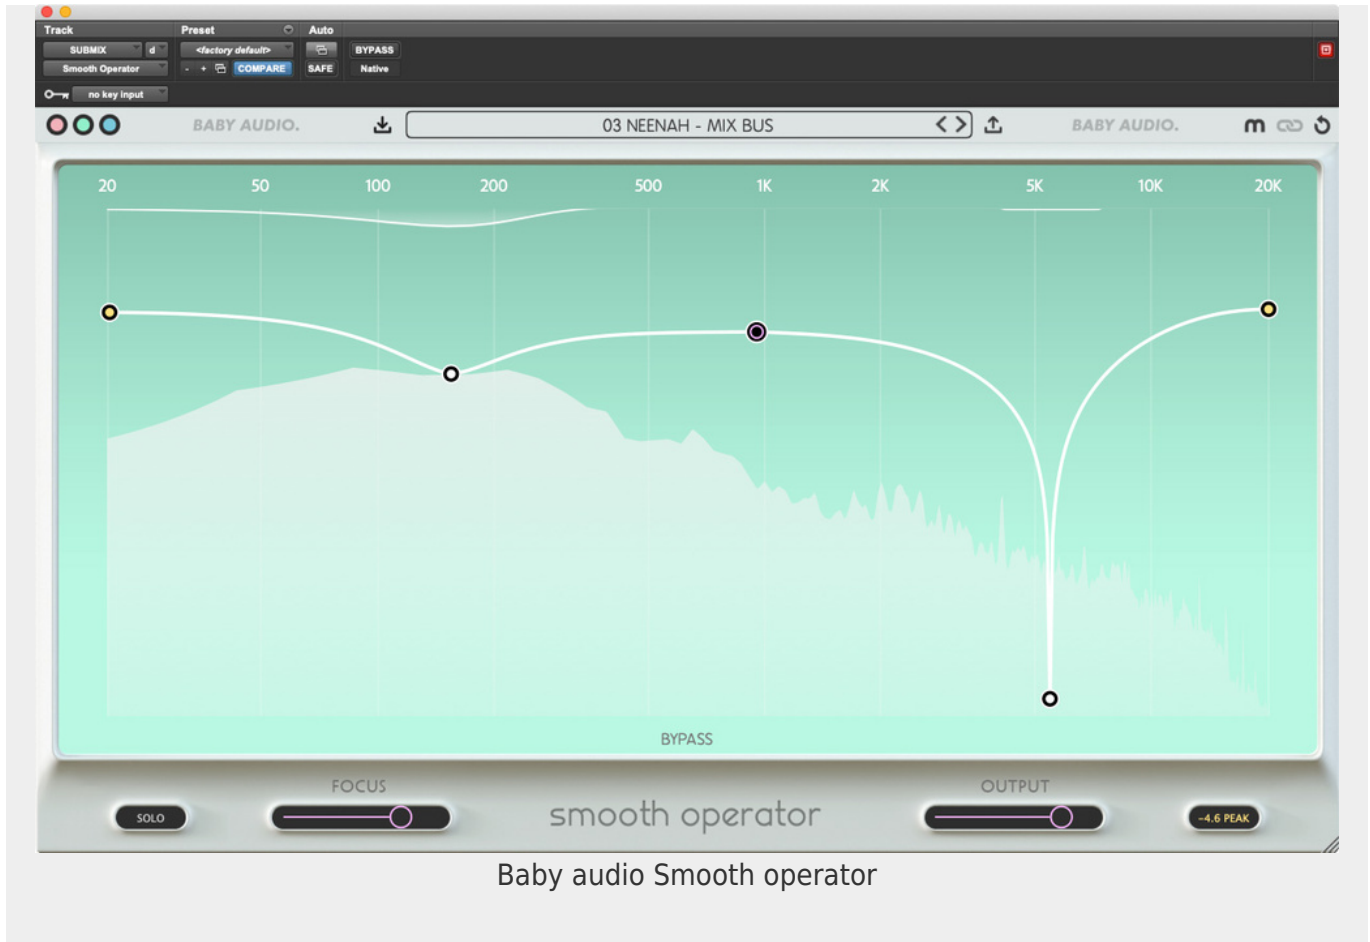 Track Preset Auto
SUBMIX d <factory default> BYPASS
Smooth Operator - + COMPARE SAFE Native
no key input
BABY AUDIO. 03 NEENAH - MIX BUS < > BABY AUDIO. m
20 50 100 200 500 1K 2K 5K 10K 20K
BYPASS
FOCUS OUTPUT
SOLO smooth operator -4.6 PEAK
Baby audio Smooth operator